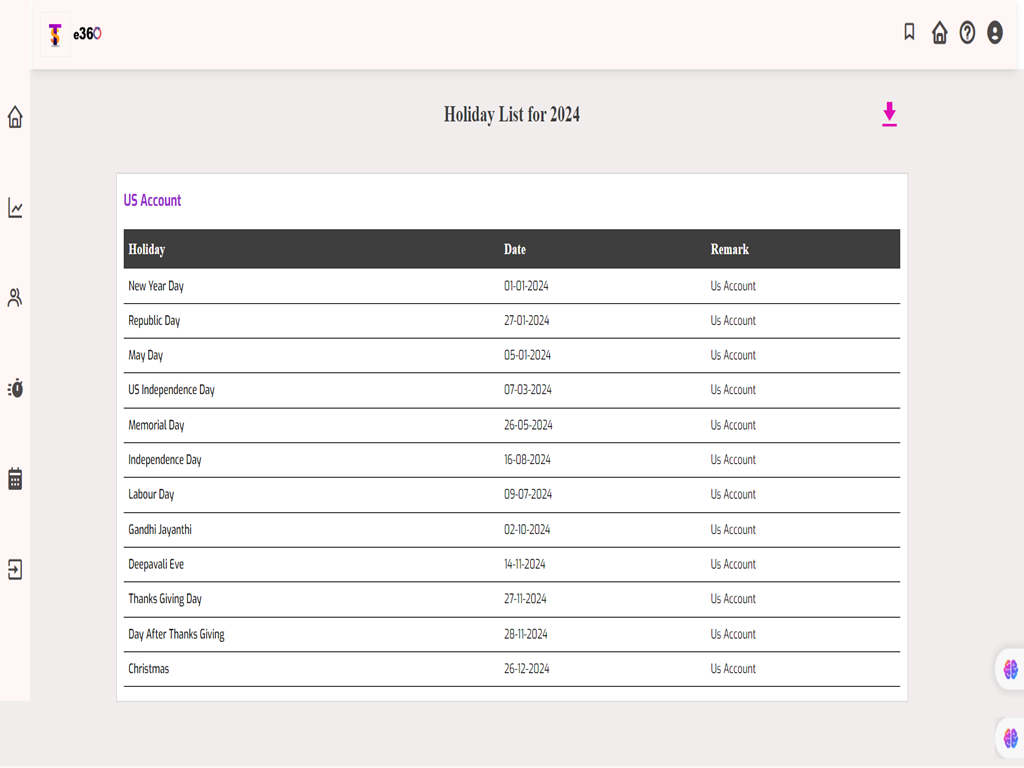 e360
Holiday List for 2024
US Account
Holiday Date Remark
New Year Day 01-01-2024 Us Account
Republic Day 27-01-2024 Us Account
May Day 05-01-2024 Us Account
US Independence Day 07-03-2024 Us Account
Memorial Day 26-05-2024 Us Account
Independence Day 16-08-2024 Us Account
Labour Day 09-07-2024 Us Account
Gandhi Jayanthi 02-10-2024 Us Account
Deepavali Eve 14-11-2024 Us Account
Thanks Giving Day 27-11-2024 Us Account
Day After Thanks Giving 28-11-2024 Us Account
Christmas 26-12-2024 Us Account